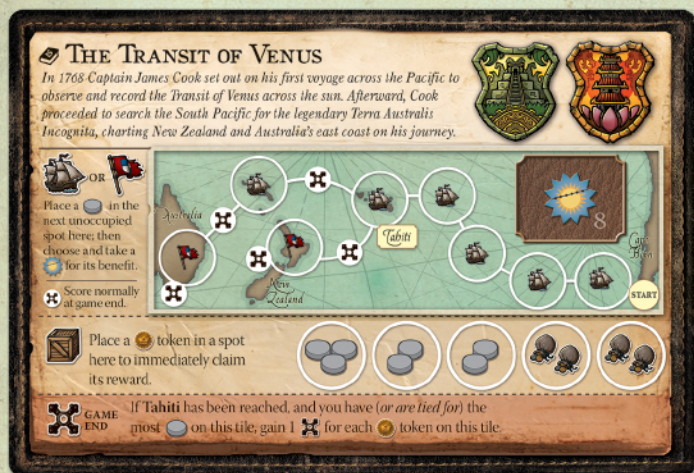 THE TRANSIT OF VENUS
In 1768 Captain James Cook set out on his first voyage across the Pacific to
observe and record the Transit of Venus across the sun. Afterward, Cook
proceeded to search the South Pacific for the legendary Terra Australis
Incognita, charting New Zealand and Australia's east coast on his journey.
OR
Place a in the
next unoccupied
spot here; then
choose and take a
for its benefit.
Score normally
at game end.
Australia
New
Zealand
Tahiti
8
Cape
Horn
START
Place a token in a spot
here to immediately claim
its reward.
GAME
END
If Tahiti has been reached, and you have (or are tied for) the
most on this tile, gain 1 for each token on this tile.